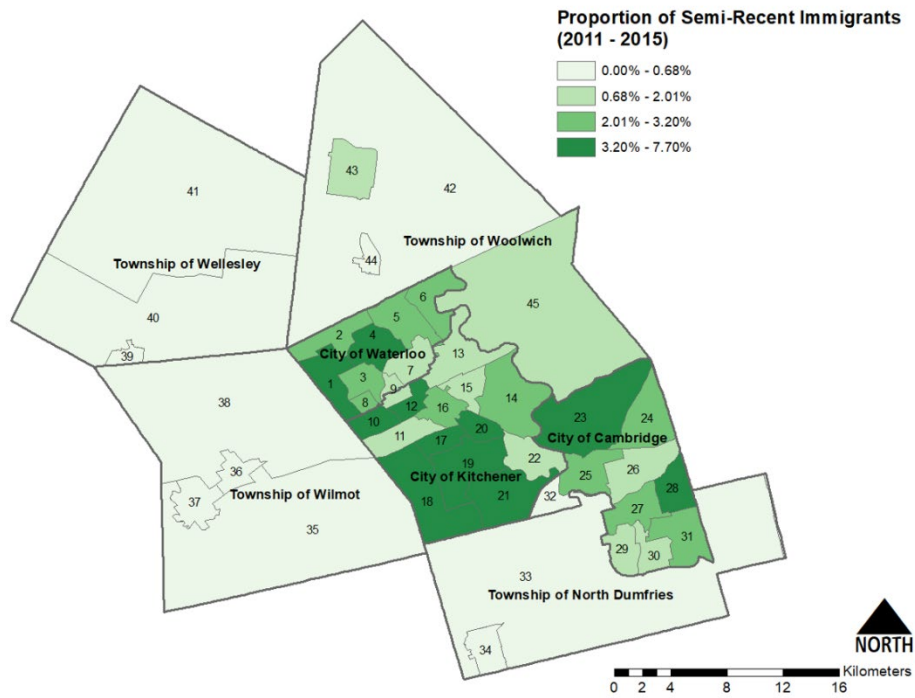 Proportion of Semi-Recent Immigrants
(2011 - 2015)
0.00% - 0.68%
0.68% - 2.01%
2.01% - 3.20%
3.20% - 7.70%
41
42
43
Township of Woolwich
44
Township of Wellesley
45
40
6
5
2
4
39
City of Waterloo
13
7
1
3
9
15
8
12
14
38
10
16
23
24
11
20
17
City of Cambridge
22
19
36
City of Kitchener
25
26
28
37
Township of Wilmot
32
18
21
27
35
31
29
30
33
Township of North Dumfries
34
NORTH
Kilometers
0 2 4 8 12 16